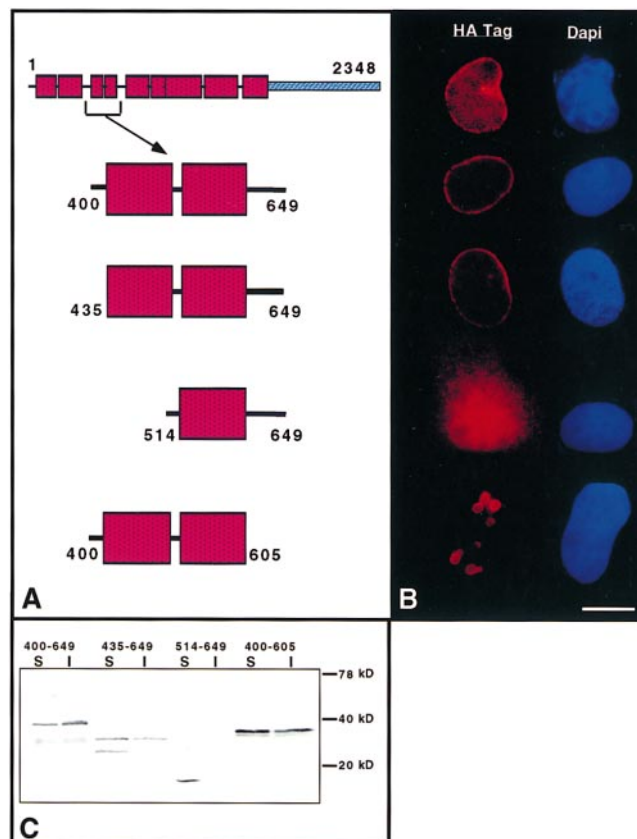 1 2348
400 649
435 649
514 649
400 605
A
HA Tag Dapi
B
400-649 435-649 514-649 400-605
S I S I S I S I
78 kD
40 kD
20 kD
C